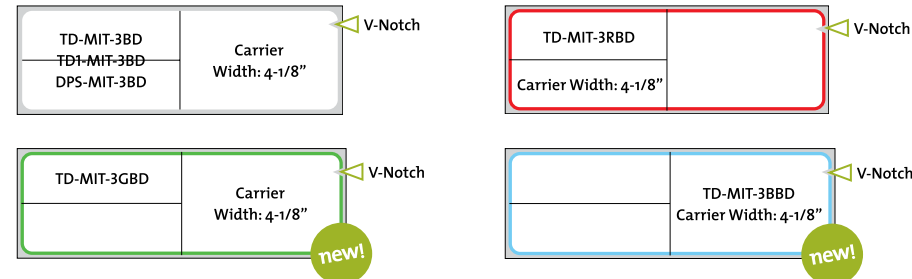 TD-MIT-3BD
TD1-MIT-3BD
DPS-MIT-3BD
Carrier
Width: 4-1/8”
V-Notch
TD-MIT-3RBD
Carrier Width: 4-1/8”
V-Notch
TD-MIT-3GBD
Carrier
Width: 4-1/8”
V-Notch
new!
TD-MIT-3BBD
Carrier Width: 4-1/8”
V-Notch
new!